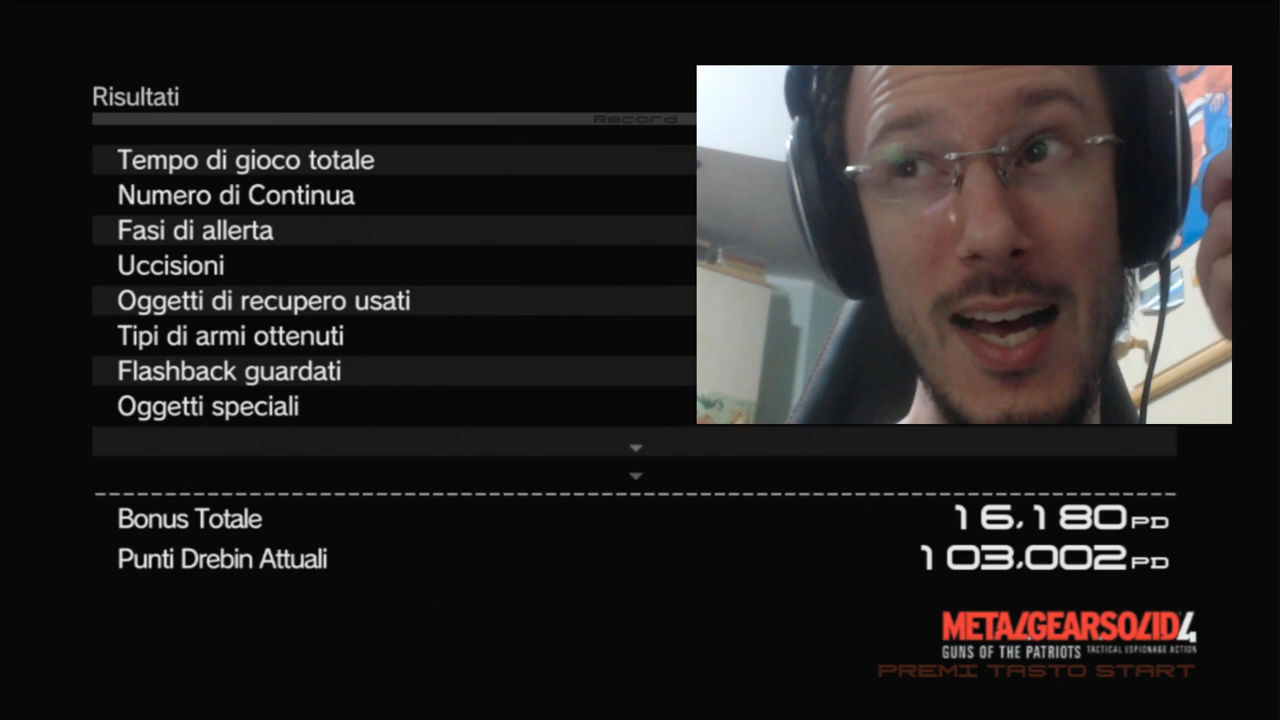 Risultati
Record
Tempo di gioco totale
Numero di Continua
Fasi di allerta
Uccisioni
Oggetti di recupero usati
Tipi di armi ottenuti
Flashback guardati
Oggetti speciali
Bonus Totale 16,180PD
Punti Drebin Attuali 103,002PD
METAL GEAR SOLID 4
GUNS OF THE PATRIOTS TACTICAL ESPIONAGE ACTION
PREMI TASTO START